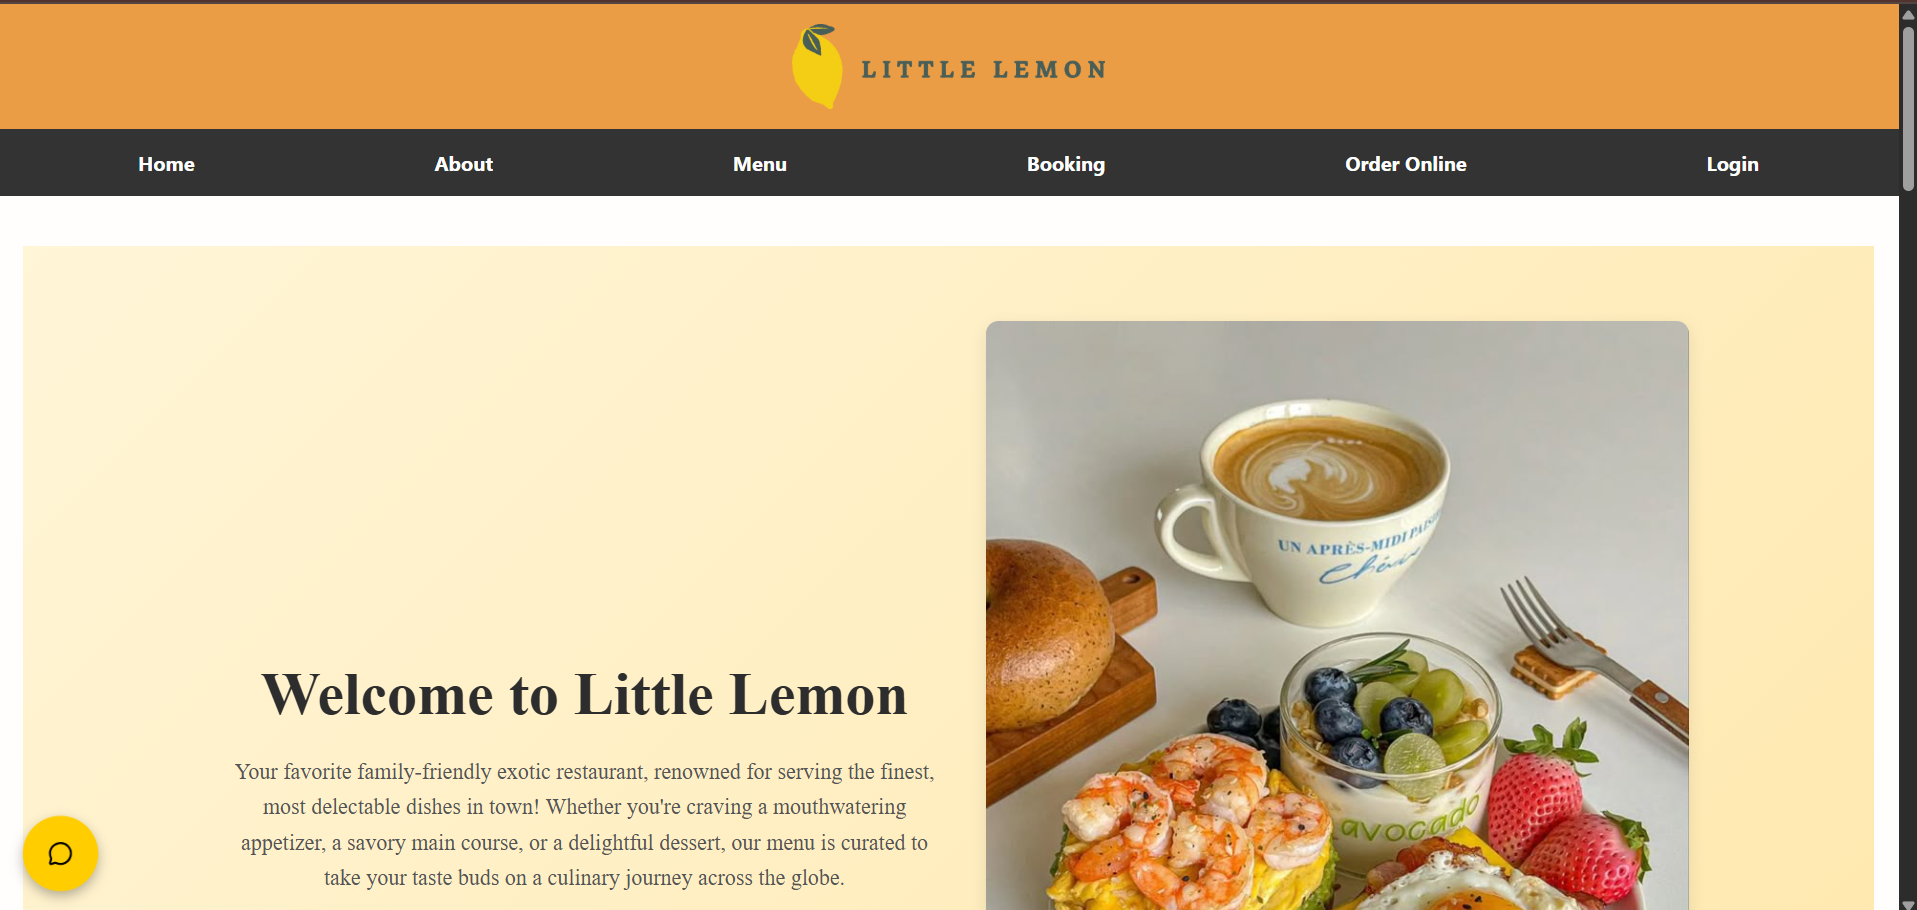 LITTLE LEMON
Home About Menu Booking Order Online Login
Welcome to Little Lemon
Your favorite family-friendly exotic restaurant, renowned for serving the finest,
most delectable dishes in town! Whether you're craving a mouthwatering
appetizer, a savory main course, or a delightful dessert, our menu is curated to
take your taste buds on a culinary journey across the globe.
UN APRÈS-MIDI
avocado